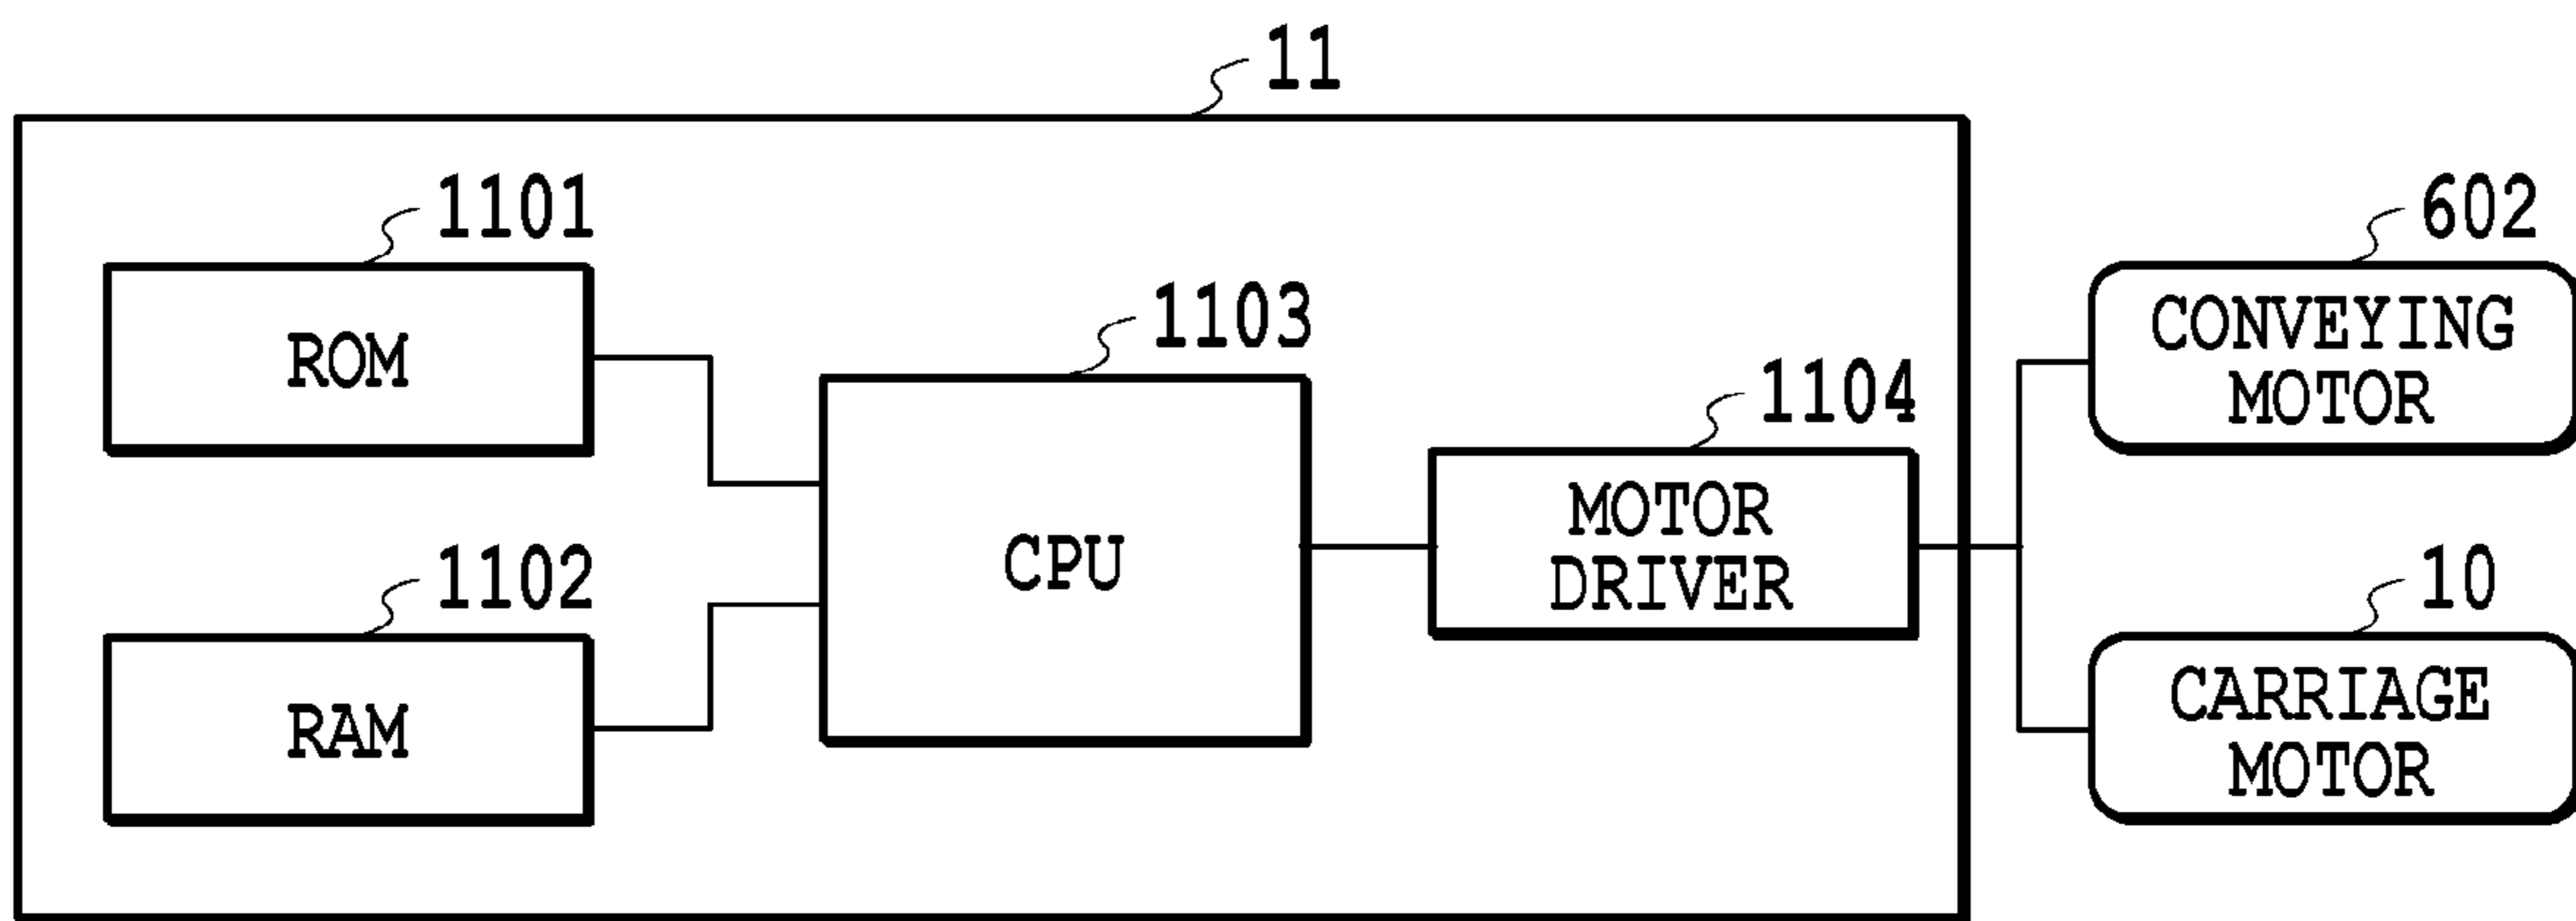 11
1101
ROM
1102
RAM
1103
CPU
1104
MOTOR
DRIVER
602
CONVEYING
MOTOR
10
CARRIAGE
MOTOR